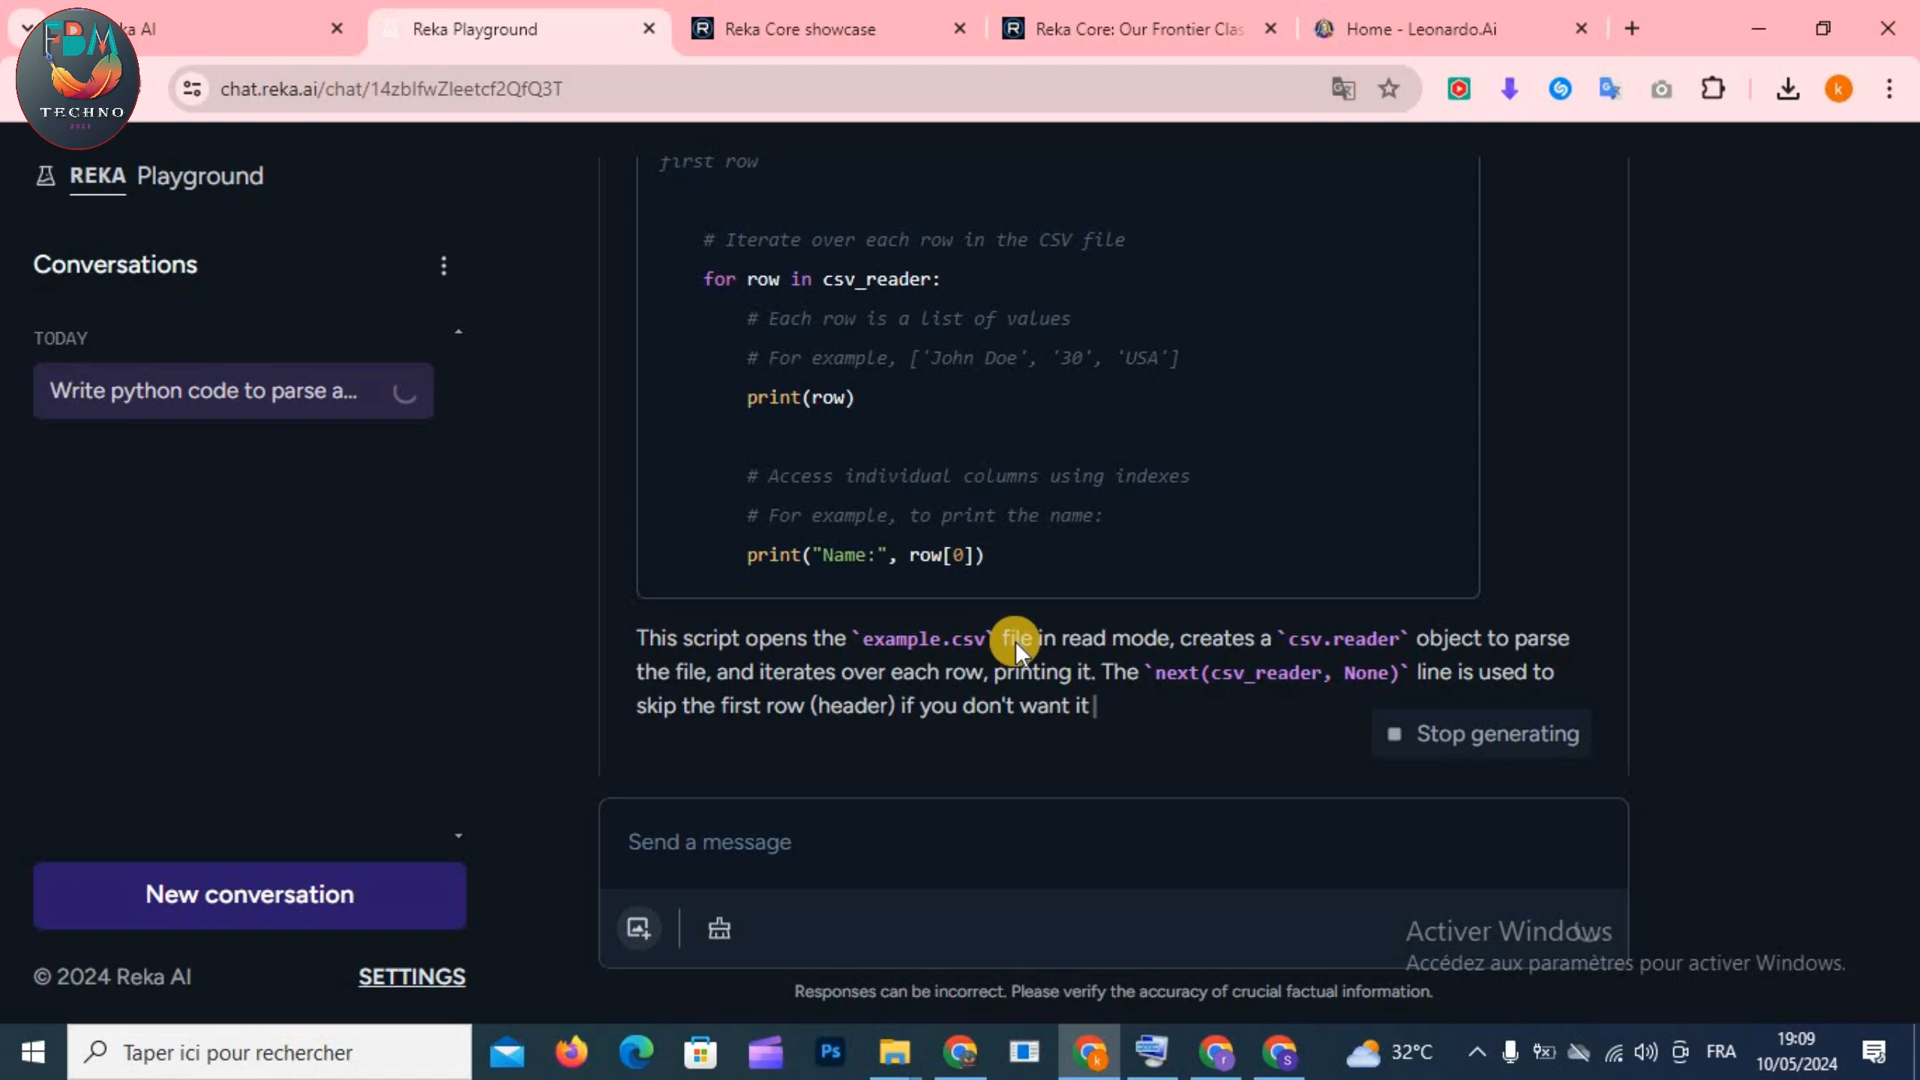 ka AI
Reka Playground
Reka Core showcase
Reka Core: Our Frontier Clas
Home - Leonardo.Ai
FBM
TECHNO
2023
chat.reka.ai/chat/14zbIfwZleetcf2QfQ3T
REKA Playground
Conversations
TODAY
Write python code to parse a...
first row
# Iterate over each row in the CSV file
for row in csv_reader:
# Each row is a list of values
# For example, ['John Doe', '30', 'USA']
print(row)
# Access individual columns using indexes
# For example, to print the name:
print("Name:", row[0])
This script opens the `example.csv` file in read mode, creates a `csv.reader` object to parse
the file, and iterates over each row, printing it. The `next(csv_reader, None)` line is used to
skip the first row (header) if you don't want it
Stop generating
Send a message
New conversation
© 2024 Reka AI
SETTINGS
Activer Windows
Accédez aux paramètres pour activer Windows.
Responses can be incorrect. Please verify the accuracy of crucial factual information.
Taper ici pour rechercher
Ps
32°C
FRA
19:09
10/05/2024